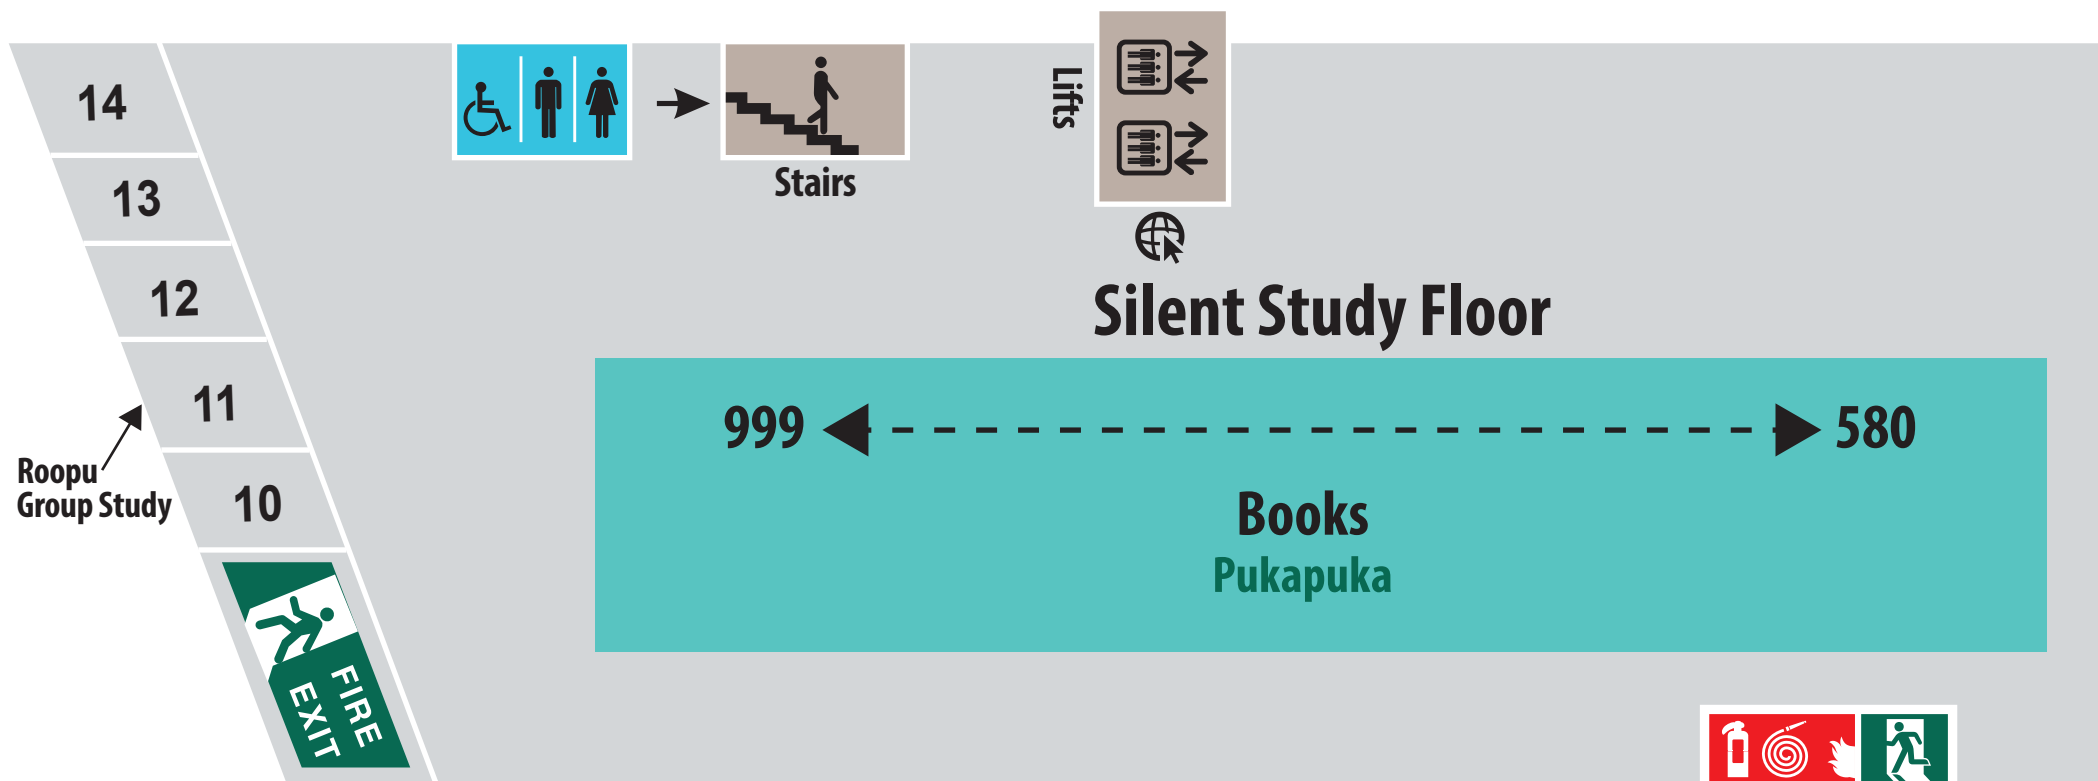 14
13
12
11
10
Roopu
Group Study
FIRE
EXIT
Stairs
Lifts
Silent Study Floor
999
580
Books
Pukapuka